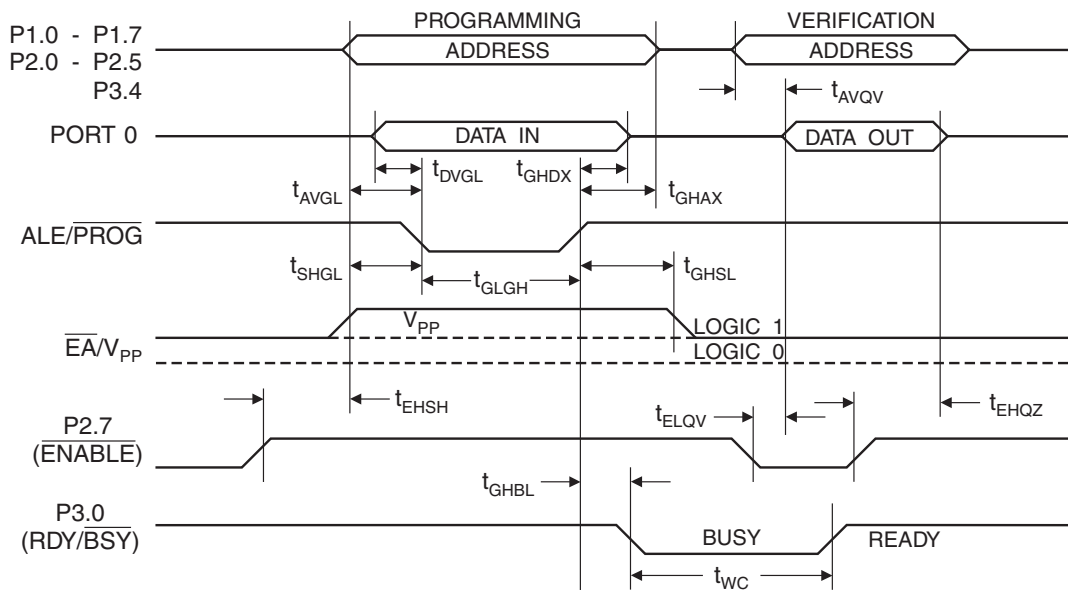 PROGRAMMING VERIFICATION
P1.0 - P1.7
P2.0 - P2.5
P3.4
ADDRESS ADDRESS
tAVQV
PORT 0 DATA IN DATA OUT
tDVGL tGHDX
tAVGL tGHAX
ALE/PROG
tSHGL tGLGH tGHSL
VPP LOGIC 1
EA/VPP LOGIC 0
tEHSH tELQV tEHQZ
P2.7
(ENABLE)
tGHBL
P3.0
(RDY/BSY) BUSY READY
tWC